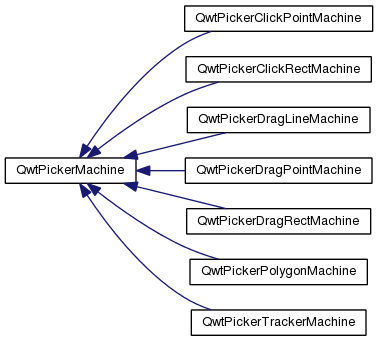 QwtPickerClickPointMachine
QwtPickerClickRectMachine
QwtPickerDragLineMachine
QwtPickerMachine
QwtPickerDragPointMachine
QwtPickerDragRectMachine
QwtPickerPolygonMachine
QwtPickerTrackerMachine